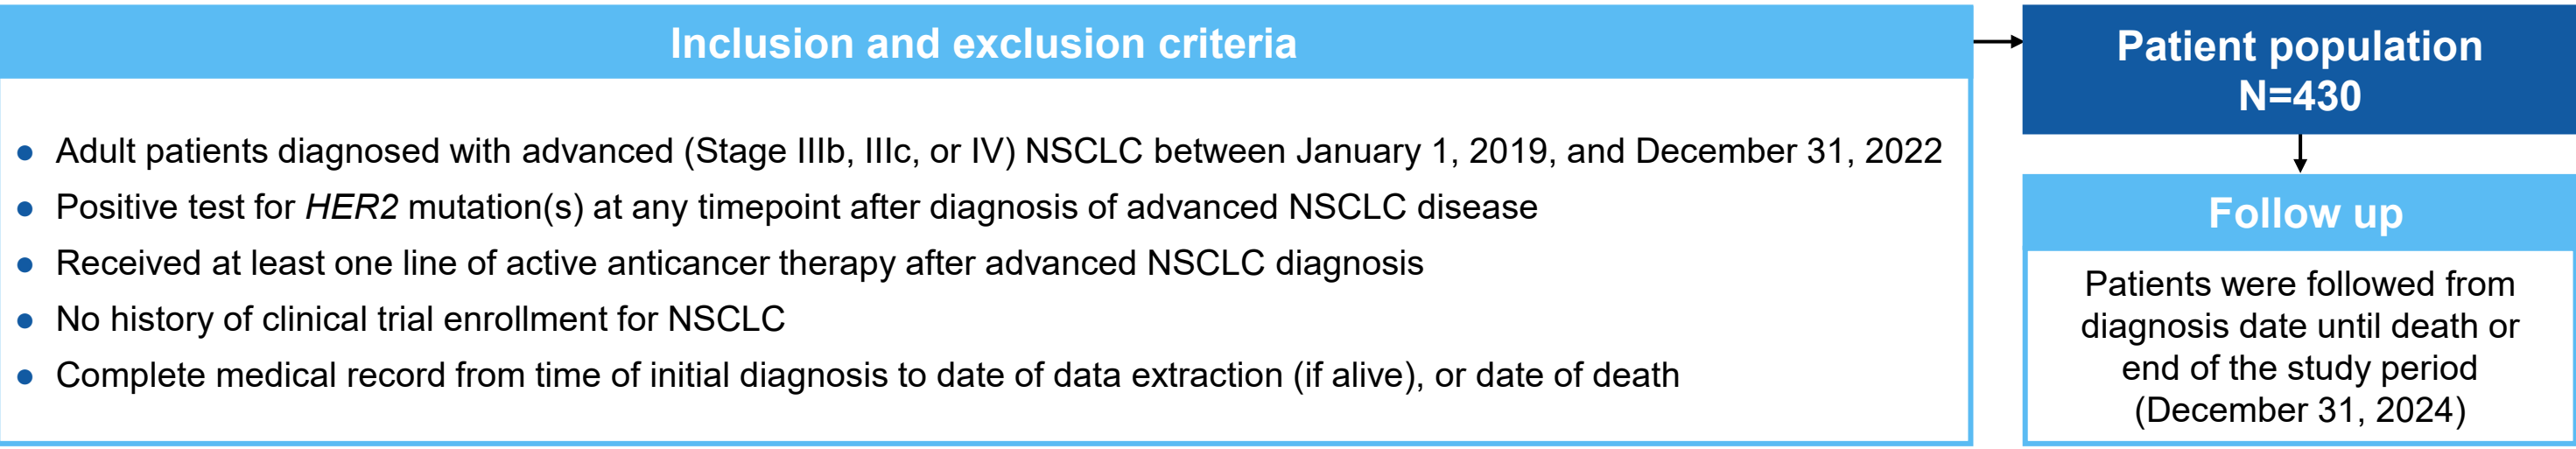 Inclusion and exclusion criteria
● Adult patients diagnosed with advanced (Stage IIIb, IIIc, or IV) NSCLC between January 1, 2019, and December 31, 2022
● Positive test for HER2 mutation(s) at any timepoint after diagnosis of advanced NSCLC disease
● Received at least one line of active anticancer therapy after advanced NSCLC diagnosis
● No history of clinical trial enrollment for NSCLC
● Complete medical record from time of initial diagnosis to date of data extraction (if alive), or date of death
Patient population
N=430
Follow up
Patients were followed from
diagnosis date until death or
end of the study period
(December 31, 2024)